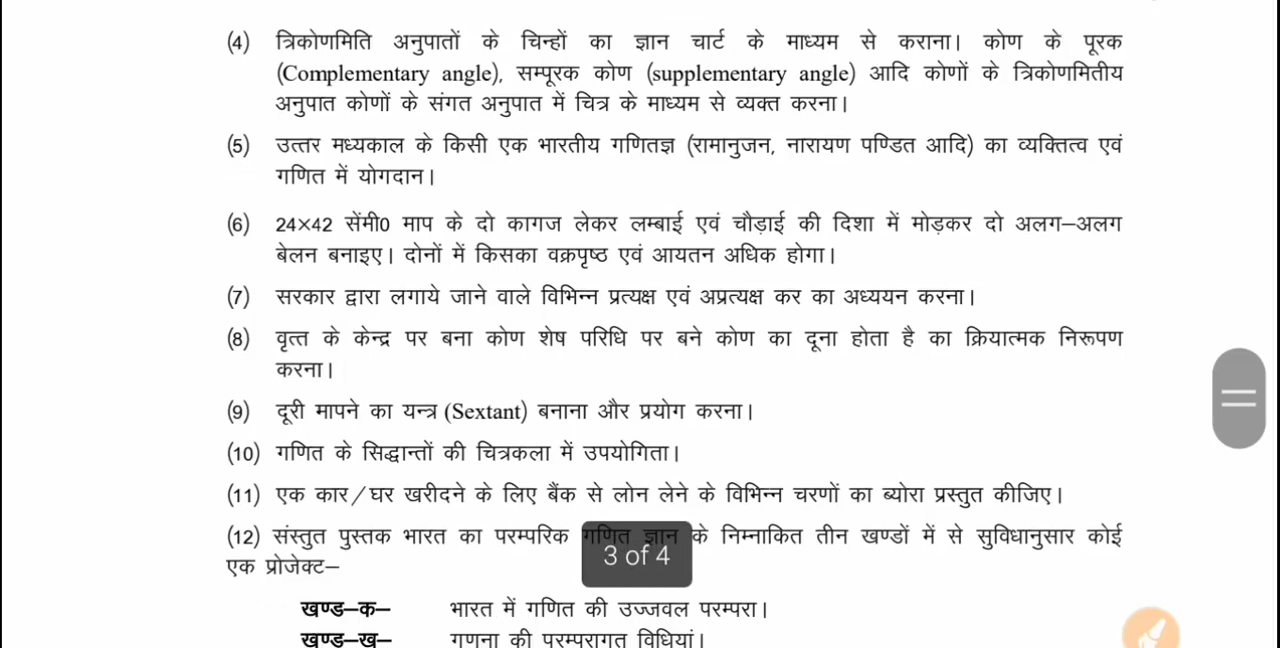 (4) त्रिकोणमिति अनुपातों के चिन्हों का ज्ञान चार्ट के माध्यम से कराना। कोण के पूरक
(Complementary angle), सम्पूरक कोण (supplementary angle) आदि कोणों के त्रिकोणमितीय
अनुपात कोणों के संगत अनुपात में चित्र के माध्यम से व्यक्त करना।
(5) उत्तर मध्यकाल के किसी एक भारतीय गणितज्ञ (रामानुजन, नारायण पण्डित आदि) का व्यक्तित्व एवं
गणित में योगदान।
(6) 24×42 सेंमी0 माप के दो कागज लेकर लम्बाई एवं चौड़ाई की दिशा में मोड़कर दो अलग–अलग
बेलन बनाइए। दोनों में किसका वक्रपृष्ठ एवं आयतन अधिक होगा।
(7) सरकार द्वारा लगाये जाने वाले विभिन्न प्रत्यक्ष एवं अप्रत्यक्ष कर का अध्ययन करना।
(8) वृत्त के केन्द्र पर बना कोण शेष परिधि पर बने कोण का दूना होता है का क्रियात्मक निरूपण
करना।
(9) दूरी मापने का यन्त्र (Sextant) बनाना और प्रयोग करना।
(10) गणित के सिद्धान्तों की चित्रकला में उपयोगिता।
(11) एक कार/घर खरीदने के लिए बैंक से लोन लेने के विभिन्न चरणों का ब्योरा प्रस्तुत कीजिए।
(12) संस्तुत पुस्तक भारत का परम्परिक गणित ज्ञान के निम्नाकित तीन खण्डों में से सुविधानुसार कोई
3 of 4
एक प्रोजेक्ट–
खण्ड–क– भारत में गणित की उज्जवल परम्परा।
खण्ड–ख– गणना की परम्परागत विधियां।